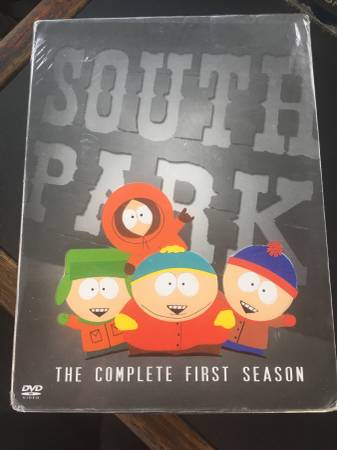 SOUTH
PARK
THE COMPLETE FIRST SEASON
DVD
VIDEO